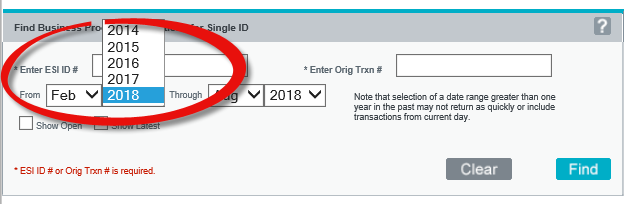 Find Business Pro for Single ID ?
2014
2015
2016
2017
2018
* Enter ESI ID #
* Enter Orig Trxn #
From Feb Through Aug 2018
Note that selection of a date range greater than one
year in the past may not return as quickly or include
transactions from current day.
Show Open Show Latest
* ESI ID # or Orig Trxn # is required.
Clear Find